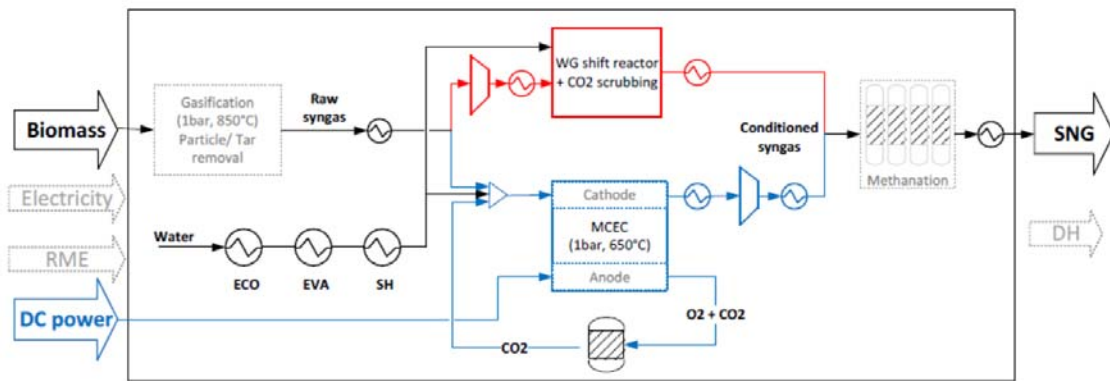 Biomass
Electricity
RME
DC power
Gasification
(1bar, 850°C)
Particle/ Tar
removal
Raw
syngas
Water
ECO
EVA
SH
WG shift reactor
+ CO2 scrubbing
Cathode
MCEC
(1bar, 650°C)
Anode
O2 + CO2
CO2
Conditioned
syngas
Methanation
SNG
DH